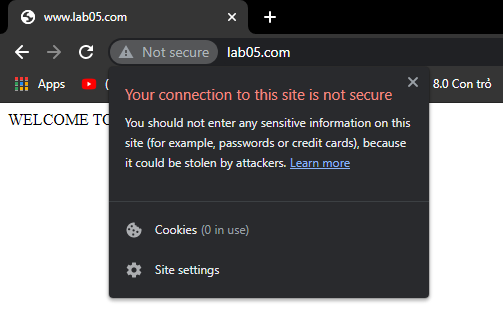 www.lab05.com
Not secure lab05.com
Apps ( 8.0 Con trỏ
WELCOME TO
Your connection to this site is not secure
You should not enter any sensitive information on this
site (for example, passwords or credit cards), because
it could be stolen by attackers. Learn more
Cookies (0 in use)
Site settings